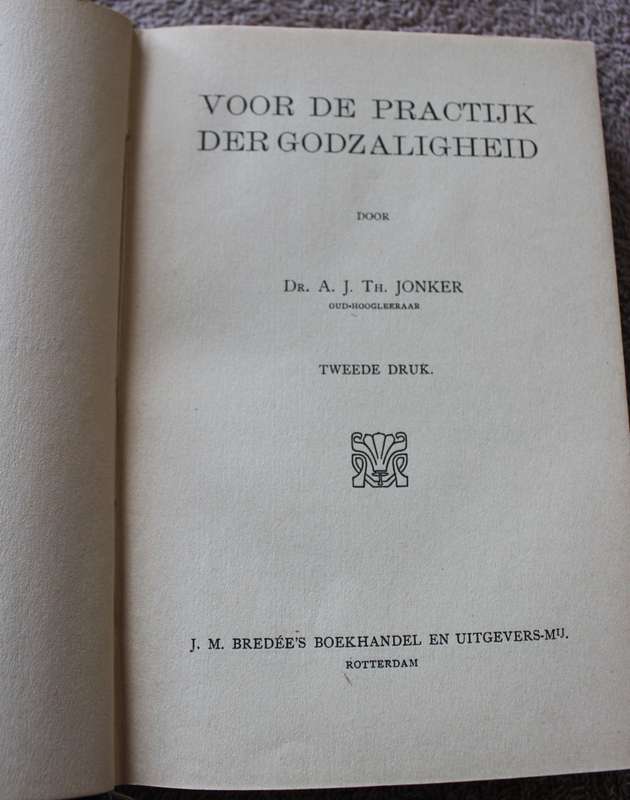 VOOR DE PRACTIJK
DER GODZALIGHEID
DOOR
DR. A. J. TH. JONKER
OUD-HOOGLEERAAR
TWEEDE DRUK.
J. M. BREDÉE'S BOEKHANDEL EN UITGEVERS-MIJ.
ROTTERDAM